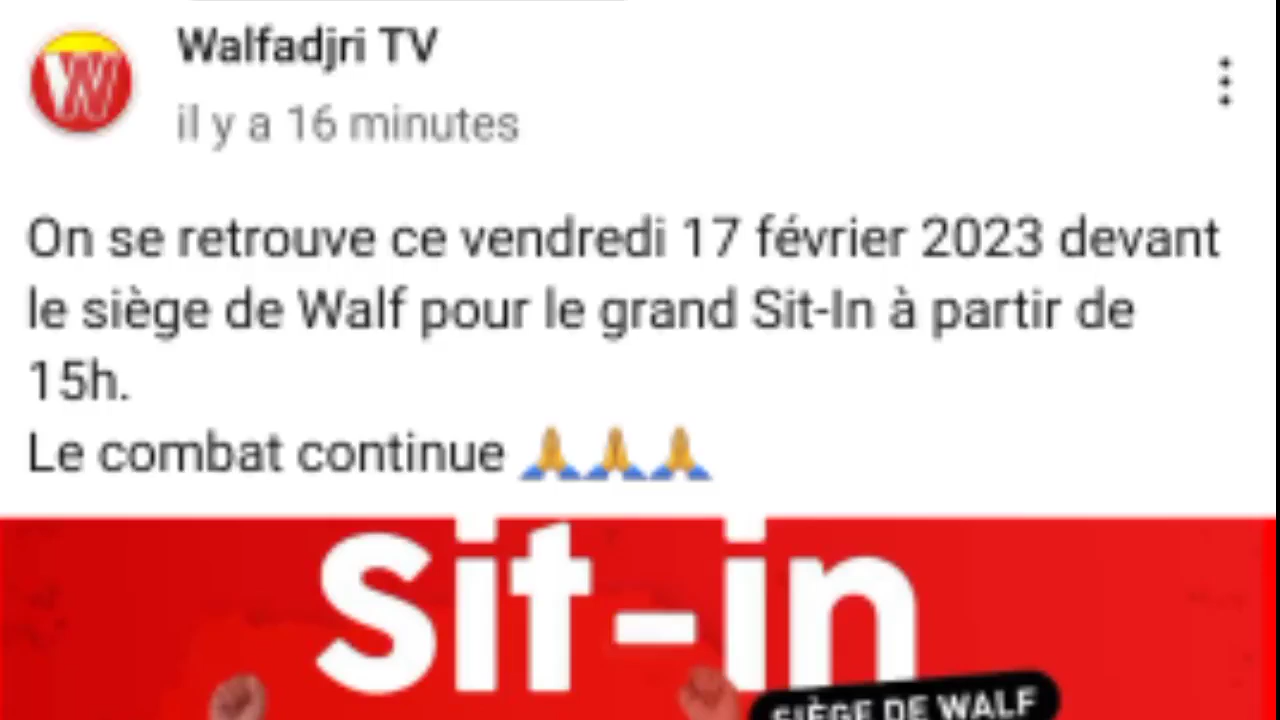 Walfadjri TV
il y a 16 minutes
On se retrouve ce vendredi 17 février 2023 devant
le siège de Walf pour le grand Sit-In à partir de
15h.
Le combat continue 🙏🙏🙏
Sit-in
SIÈGE DE WALF